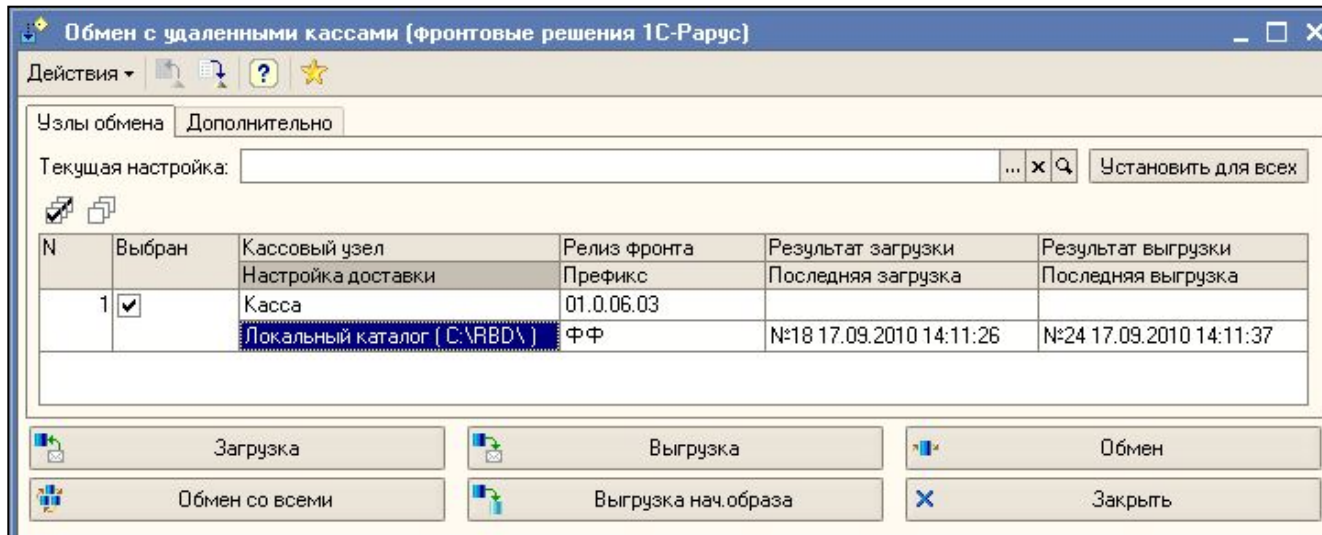 Обмен с удаленными кассами (фронтовые решения 1С-Рарус)
Действия
Узлы обмена Дополнительно
Текущая настройка: ... x Установить для всех
N Выбран Кассовый узел Релиз фронта Результат загрузки Результат выгрузки
Настройка доставки Префикс Последняя загрузка Последняя выгрузка
1 Касса 01.0.06.03
Локальный каталог ( C:\RBD\ ) ФФ №18 17.09.2010 14:11:26 №24 17.09.2010 14:11:37
Загрузка Выгрузка Обмен
Обмен со всеми Выгрузка нач.образа Закрыть